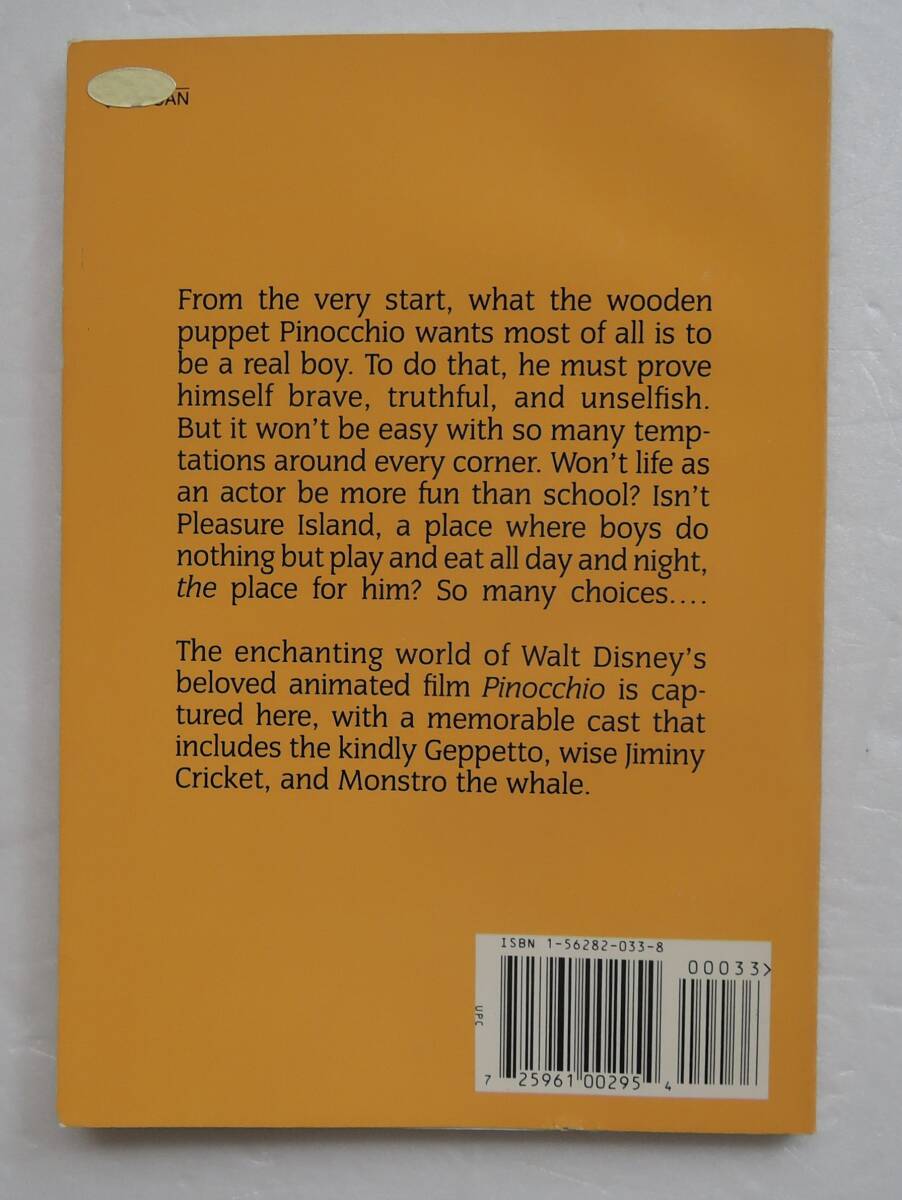 CAN
From the very start, what the wooden
puppet Pinocchio wants most of all is to
be a real boy. To do that, he must prove
himself brave, truthful, and unselfish.
But it won't be easy with so many temp-
tations around every corner. Won't life as
an actor be more fun than school? Isn't
Pleasure Island, a place where boys do
nothing but play and eat all day and night,
the place for him? So many choices....
The enchanting world of Walt Disney's
beloved animated film Pinocchio is cap-
tured here, with a memorable cast that
includes the kindly Geppetto, wise Jiminy
Cricket, and Monstro the whale.
ISBN 1-56282-033-8
00033>
UPC
7 25961 00295 4